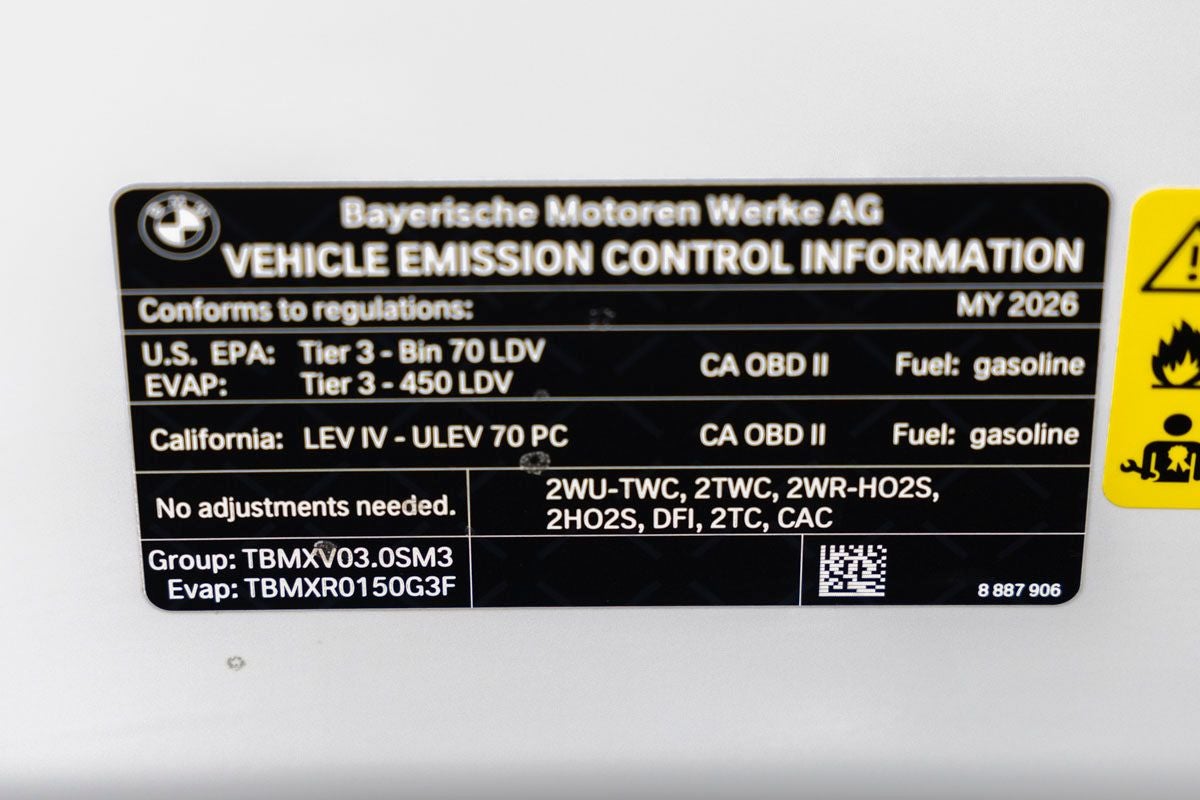 Bayerische Motoren Werke AG
VEHICLE EMISSION CONTROL INFORMATION
Conforms to regulations: MY 2026
U.S. EPA: Tier 3 - Bin 70 LDV CA OBD II Fuel: gasoline
EVAP: Tier 3 - 450 LDV
California: LEV IV - ULEV 70 PC CA OBD II Fuel: gasoline
No adjustments needed. 2WU-TWC, 2TWC, 2WR-HO2S,
2HO2S, DFI, 2TC, CAC
Group: TBMXV03.0SM3
Evap: TBMXR0150G3F
8 887 906